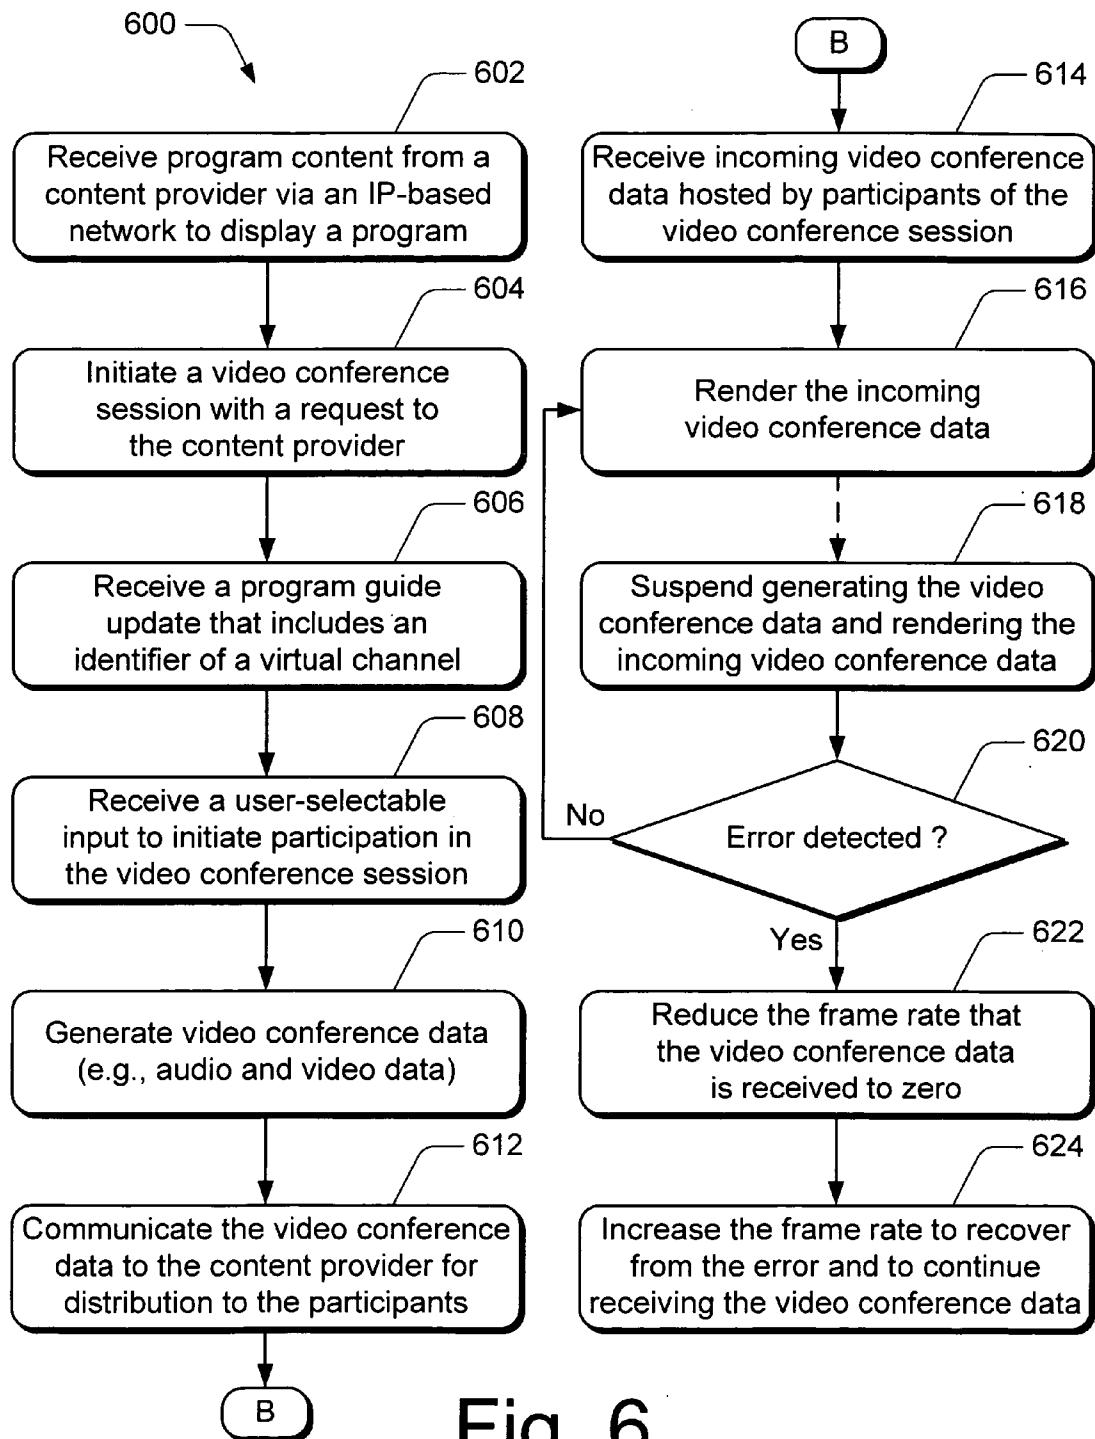 600
602
Receive program content from a
content provider via an IP-based
network to display a program
604
Initiate a video conference
session with a request to
the content provider
606
Receive a program guide
update that includes an
identifier of a virtual channel
608
Receive a user-selectable
input to initiate participation in
the video conference session
610
Generate video conference data
(e.g., audio and video data)
612
Communicate the video conference
data to the content provider for
distribution to the participants
B
B
614
Receive incoming video conference
data hosted by participants of the
video conference session
616
Render the incoming
video conference data
618
Suspend generating the video
conference data and rendering the
incoming video conference data
620
Error detected ?
No
Yes
622
Reduce the frame rate that
the video conference data
is received to zero
624
Increase the frame rate to recover
from the error and to continue
receiving the video conference data
Fig. 6